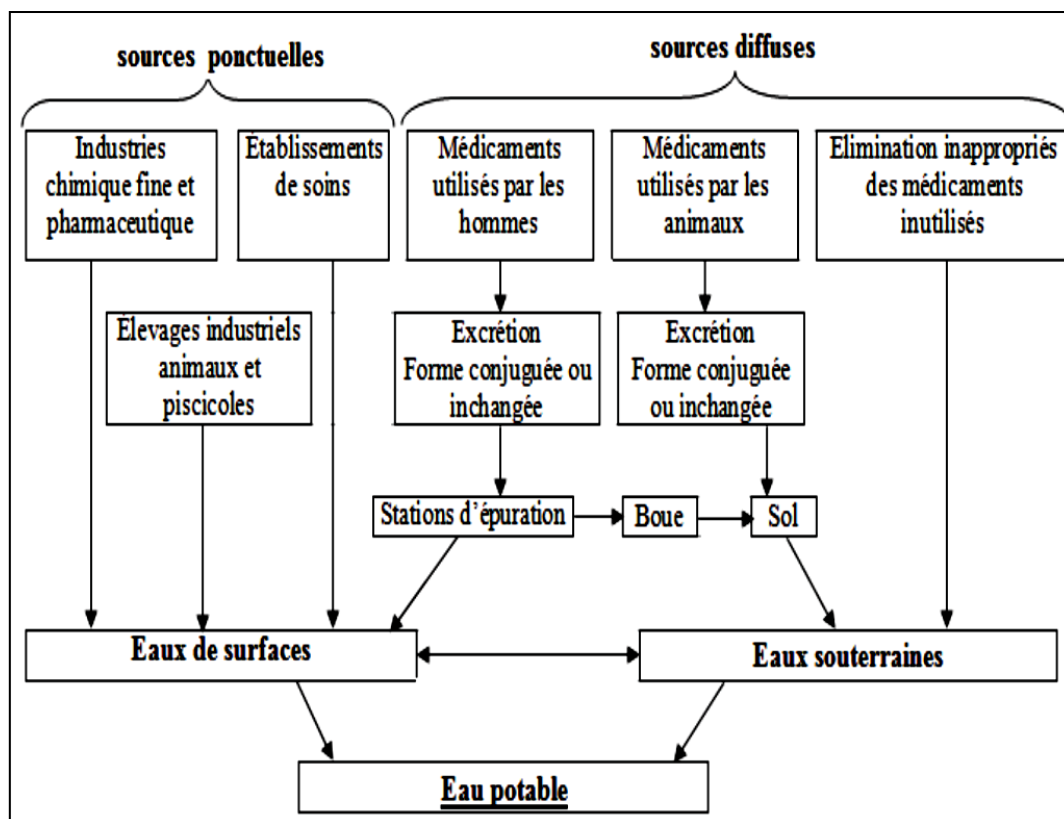 sources ponctuelles
sources diffuses
Industries
chimique fine et
pharmaceutique
Établissements
de soins
Médicaments
utilisés par les
hommes
Médicaments
utilisés par les
animaux
Elimination inappropriés
des médicaments
inutilisés
Élevages industriels
animaux et
piscicoles
Excrétion
Forme conjuguée ou
inchangée
Excrétion
Forme conjuguée
ou inchangée
Stations d'épuration
Boue
Sol
Eaux de surfaces
Eaux souterraines
Eau potable